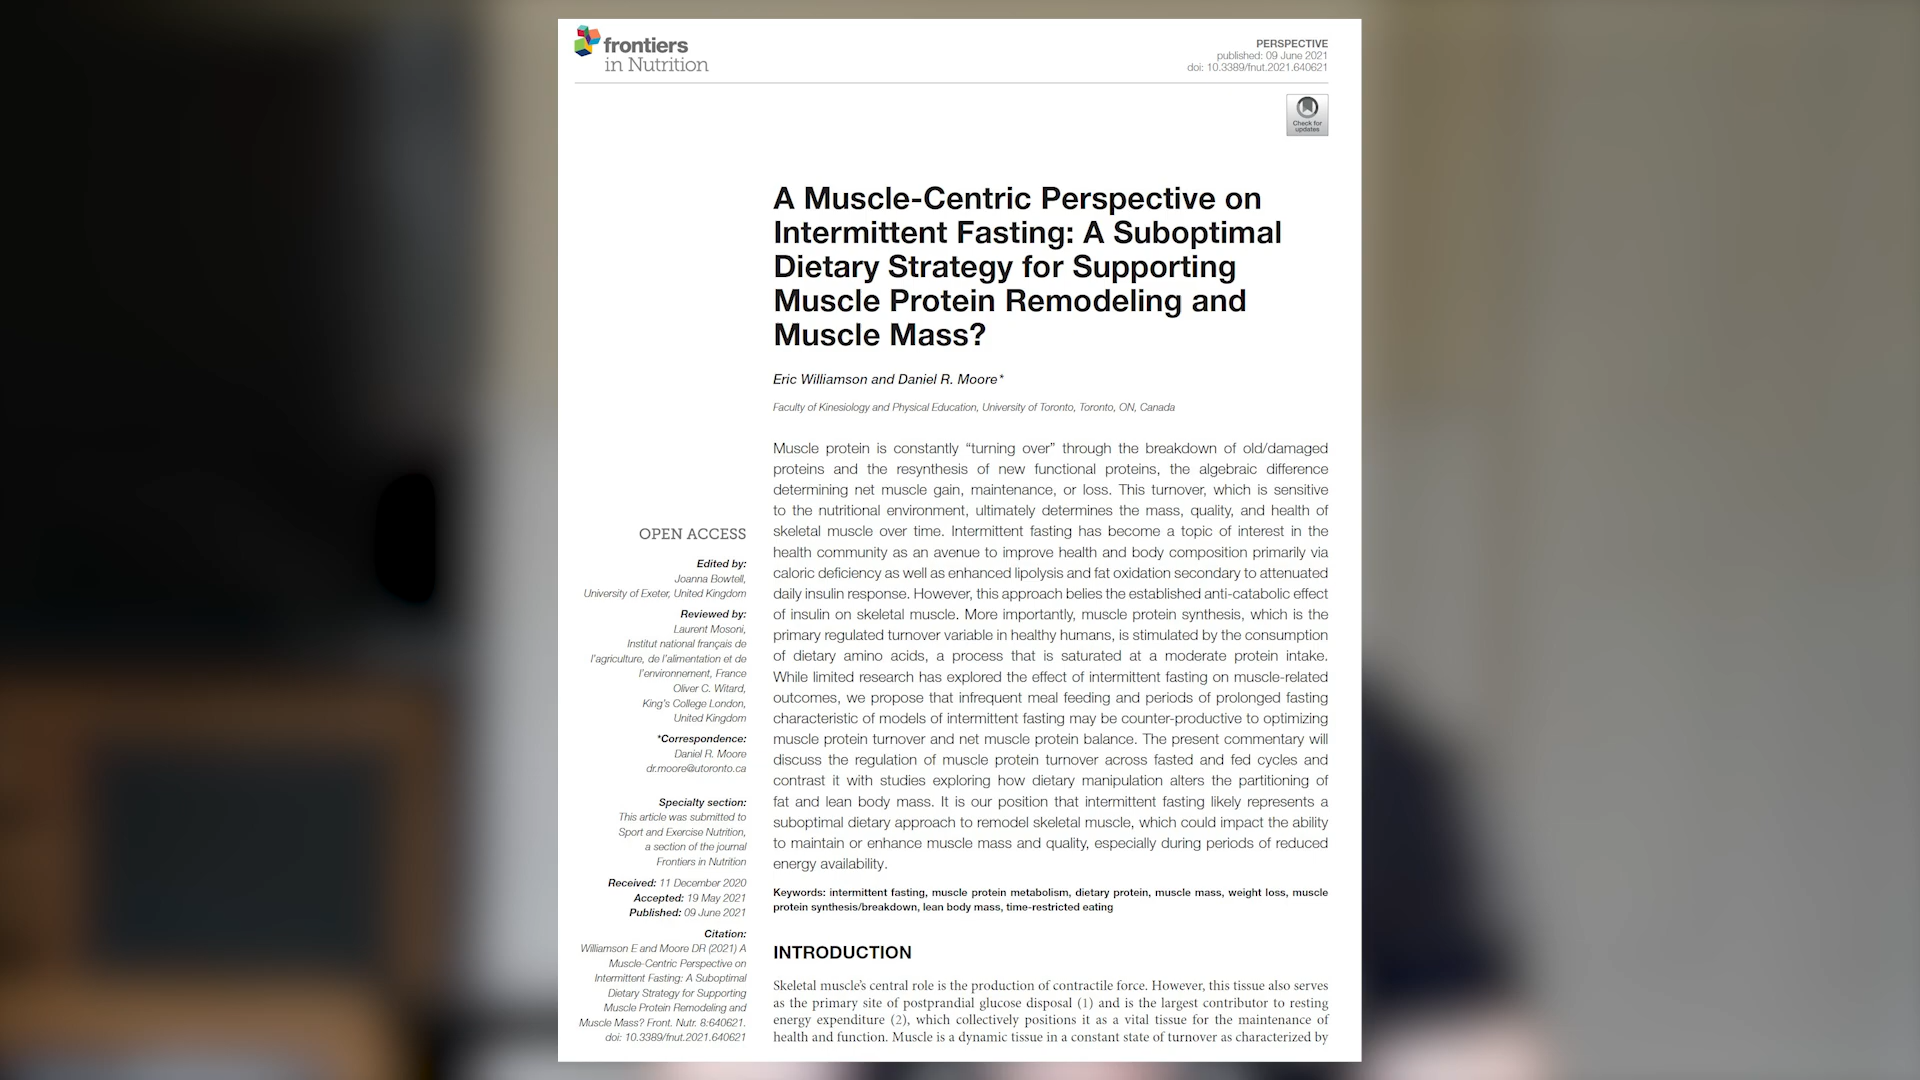 frontiers
in Nutrition
PERSPECTIVE
published: 09 June 2021
doi: 10.3389/fnut.2021.640621
Check for
updates
A Muscle-Centric Perspective on
Intermittent Fasting: A Suboptimal
Dietary Strategy for Supporting
Muscle Protein Remodeling and
Muscle Mass?
Eric Williamson and Daniel R. Moore*
Faculty of Kinesiology and Physical Education, University of Toronto, Toronto, ON, Canada
OPEN ACCESS
Edited by:
Joanna Bowtell,
University of Exeter, United Kingdom
Reviewed by:
Laurent Mosoni,
Institut national français de
l'agriculture, de l'alimentation et de
l'environnement, France
Oliver C. Witard,
King's College London,
United Kingdom
*Correspondence:
Daniel R. Moore
dr.moore@utoronto.ca
Specialty section:
This article was submitted to
Sport and Exercise Nutrition,
a section of the journal
Frontiers in Nutrition
Received: 11 December 2020
Accepted: 19 May 2021
Published: 09 June 2021
Citation:
Williamson E and Moore DR (2021) A
Muscle-Centric Perspective on
Intermittent Fasting: A Suboptimal
Dietary Strategy for Supporting
Muscle Protein Remodeling and
Muscle Mass? Front. Nutr. 8:640621.
doi: 10.3389/fnut.2021.640621
Muscle protein is constantly “turning over” through the breakdown of old/damaged
proteins and the resynthesis of new functional proteins, the algebraic difference
determining net muscle gain, maintenance, or loss. This turnover, which is sensitive
to the nutritional environment, ultimately determines the mass, quality, and health of
skeletal muscle over time. Intermittent fasting has become a topic of interest in the
health community as an avenue to improve health and body composition primarily via
caloric deficiency as well as enhanced lipolysis and fat oxidation secondary to attenuated
daily insulin response. However, this approach belies the established anti-catabolic effect
of insulin on skeletal muscle. More importantly, muscle protein synthesis, which is the
primary regulated turnover variable in healthy humans, is stimulated by the consumption
of dietary amino acids, a process that is saturated at a moderate protein intake.
While limited research has explored the effect of intermittent fasting on muscle-related
outcomes, we propose that infrequent meal feeding and periods of prolonged fasting
characteristic of models of intermittent fasting may be counter-productive to optimizing
muscle protein turnover and net muscle protein balance. The present commentary will
discuss the regulation of muscle protein turnover across fasted and fed cycles and
contrast it with studies exploring how dietary manipulation alters the partitioning of
fat and lean body mass. It is our position that intermittent fasting likely represents a
suboptimal dietary approach to remodel skeletal muscle, which could impact the ability
to maintain or enhance muscle mass and quality, especially during periods of reduced
energy availability.
Keywords: intermittent fasting, muscle protein metabolism, dietary protein, muscle mass, weight loss, muscle
protein synthesis/breakdown, lean body mass, time-restricted eating
INTRODUCTION
Skeletal muscle's central role is the production of contractile force. However, this tissue also serves
as the primary site of postprandial glucose disposal (1) and is the largest contributor to resting
energy expenditure (2), which collectively positions it as a vital tissue for the maintenance of
health and function. Muscle is a dynamic tissue in a constant state of turnover as characterized by